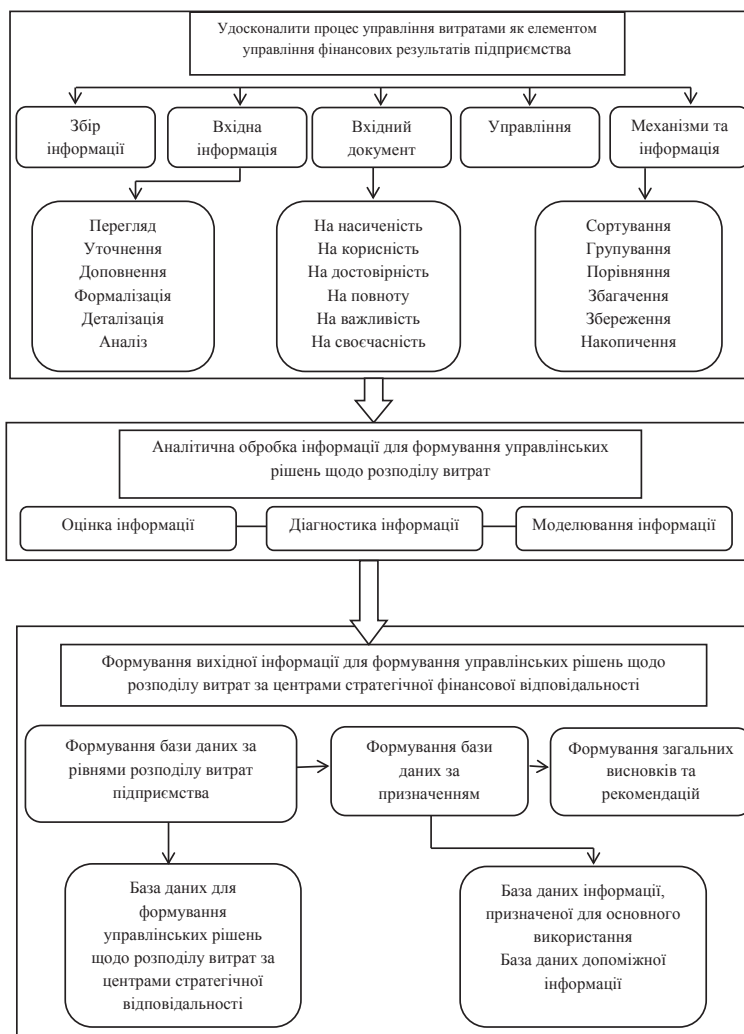 Удосконалити процес управління витратами як елементом
управління фінансових результатів підприємства
Збір
інформації
Вхідна
інформація
Вхідний
документ
Управління
Механізми та
інформація
Перегляд
Уточнення
Доповнення
Формалізація
Деталізація
Аналіз
На насиченість
На корисність
На достовірність
На повноту
На важливість
На своєчасність
Сортування
Групування
Порівняння
Збагачення
Збереження
Накопичення
Аналітична обробка інформації для формування управлінських
рішень щодо розподілу витрат
Оцінка інформації
Діагностика інформації
Моделювання інформації
Формування вихідної інформації для формування управлінських рішень щодо
розподілу витрат за центрами стратегічної фінансової відповідальності
Формування бази даних за
рівнями розподілу витрат
підприємства
Формування бази
даних за
призначенням
Формування загальних
висновків та
рекомендацій
База даних для
формування
управлінських рішень
щодо розподілу витрат за
центрами стратегічної
відповідальності
База даних інформації,
призначеної для основного
використання
База даних допоміжної
інформації